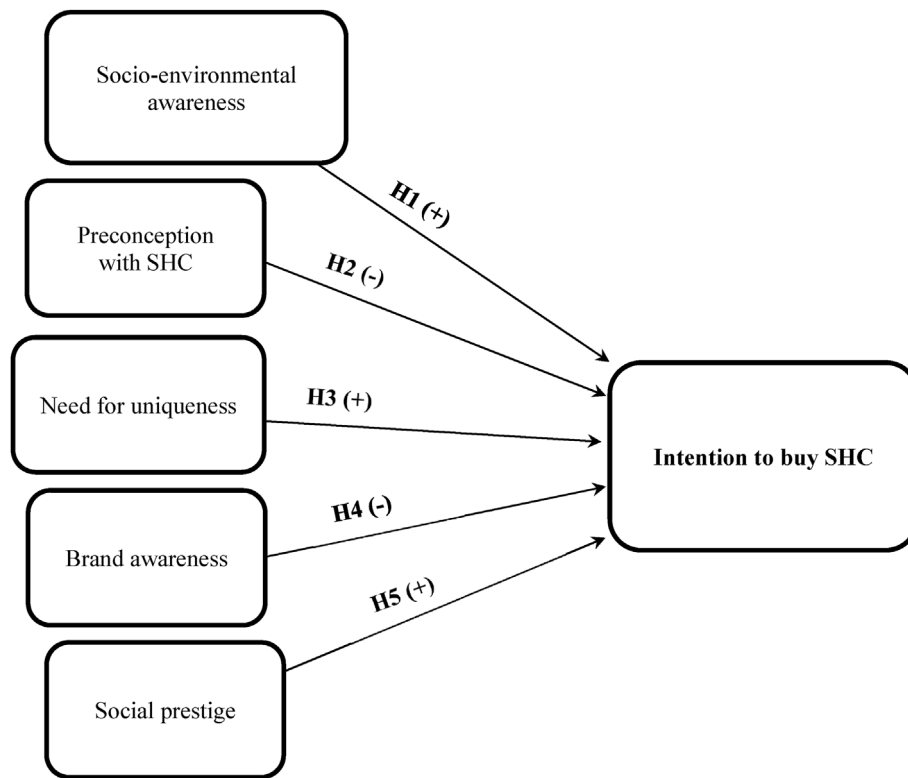 Socio-environmental
awareness
H1 (+)
Preconception
with SHC
H2 (-)
Need for uniqueness
H3 (+)
Intention to buy SHC
Brand awareness
H4 (-)
Social prestige
H5 (+)